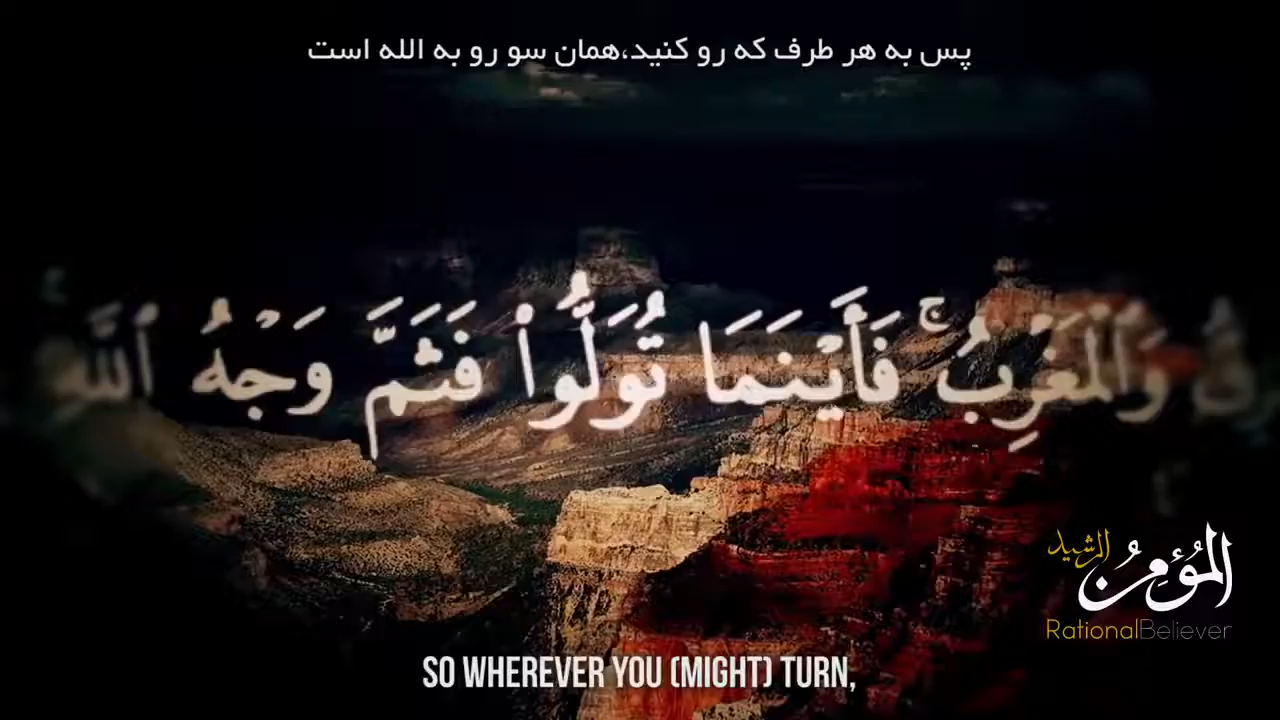 پس به هر طرف که رو کنید،همان سو رو به الله است
وَٱلْمَغْرِبُ ۚ فَأَيْنَمَا تُوَلُّوا۟ فَثَمَّ وَجْهُ ٱللَّهِ
المُؤمِنُ الرشيد
RationalBeliever
SO WHEREVER YOU (MIGHT) TURN,